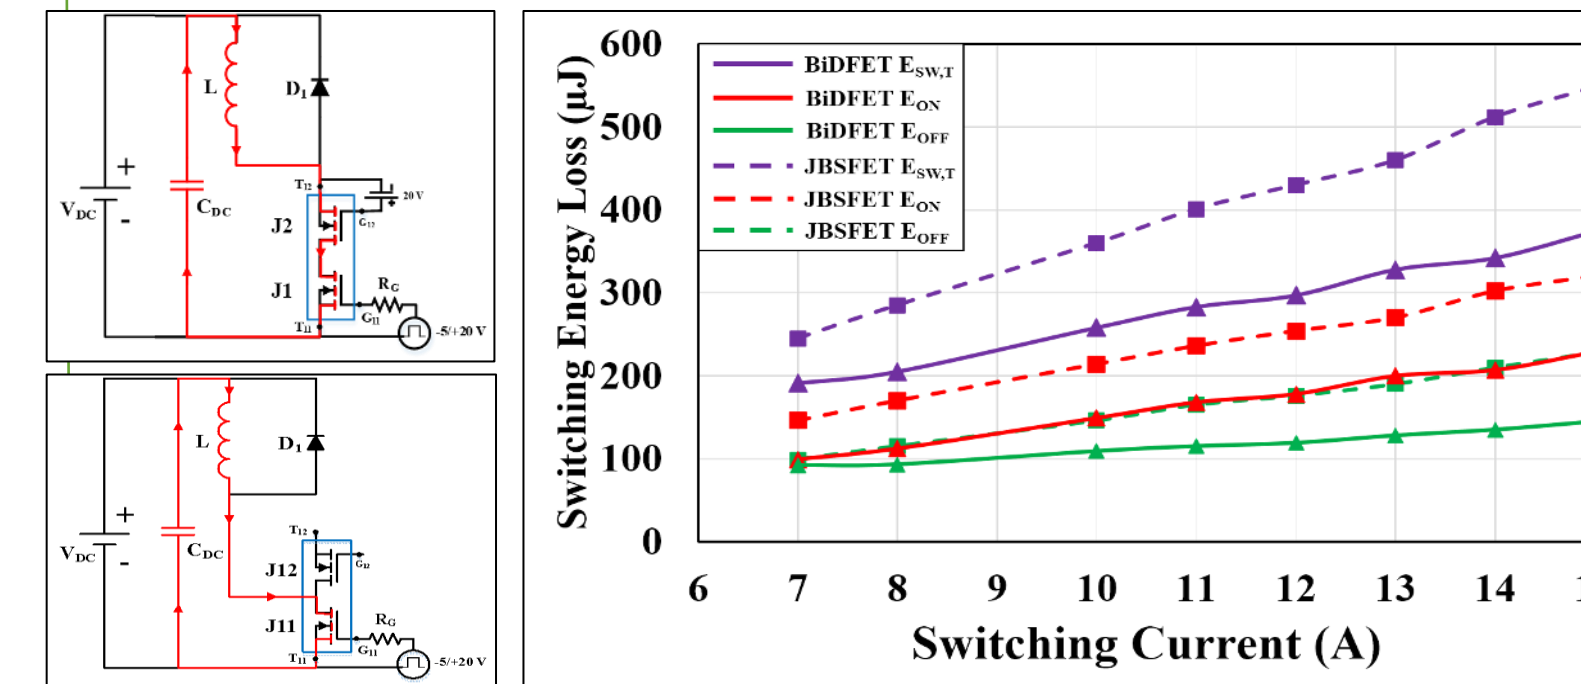 L
D1
+
VDC
-
CDC
T12
20 V
+
G12
J2
J1
RG
G11
T11
-5/+20 V
L
D1
+
VDC
-
CDC
T12
G12
J12
J11
RG
G11
T11
-5/+20 V
Switching Energy Loss (µJ)
600
500
400
300
200
100
0
BiDFET ESW,T
BiDFET EON
BiDFET EOFF
JBSFET ESW,T
JBSFET EON
JBSFET EOFF
6 7 8 9 10 11 12 13 14
Switching Current (A)